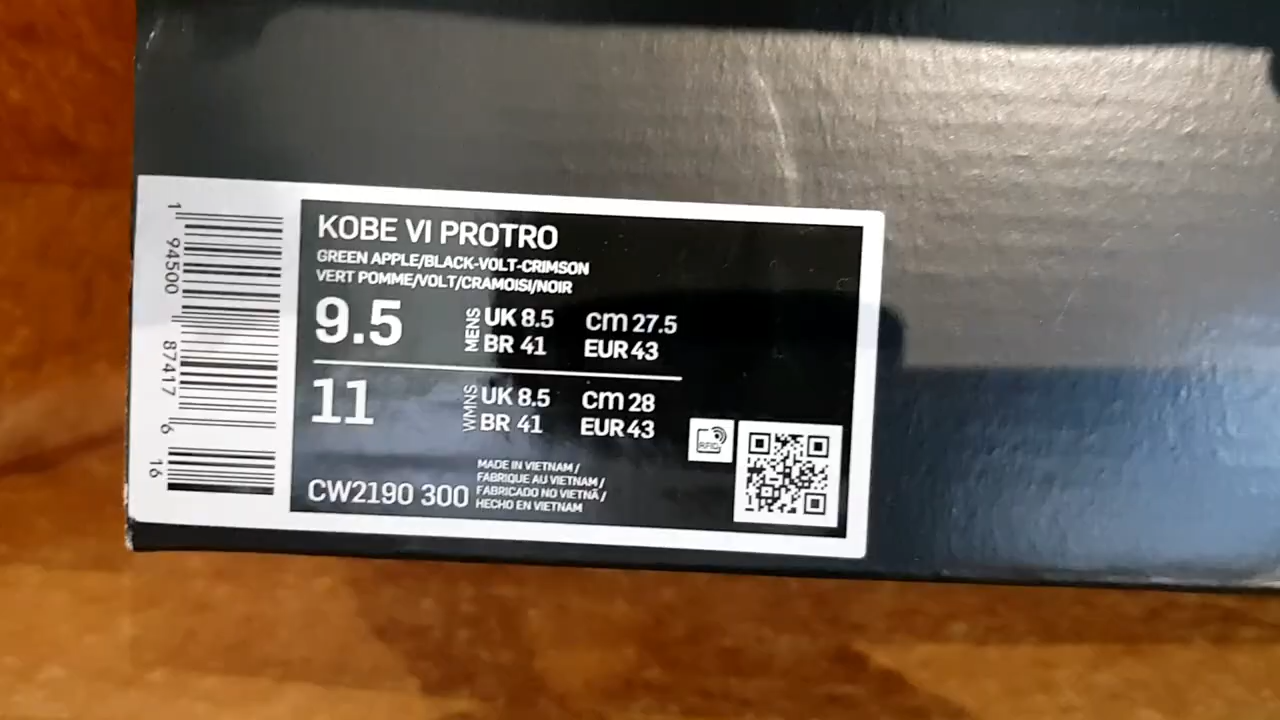 KOBE VI PROTRO
GREEN APPLE/BLACK-VOLT-CRIMSON
VERT POMME/VOLT/CRAMOISI/NOIR
9.5 MENS UK 8.5 cm 27.5
BR 41 EUR 43
11 WMNS UK 8.5 cm 28
BR 41 EUR 43
RFID
CW2190 300
MADE IN VIETNAM /
FABRIQUE AU VIETNAM /
FABRICADO NO VIETNÃ /
HECHO EN VIETNAM
1 94500 87417 6 16